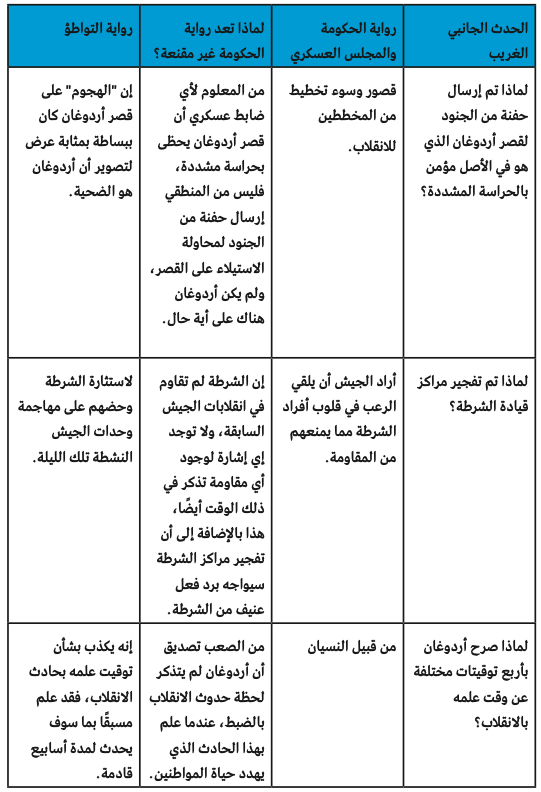 الحدث الجانبي
الغريب
رواية الحكومة
والمجلس العسكري
لماذا تعد رواية
الحكومة غير مقنعة؟
رواية التواطؤ
لماذا تم إرسال
حفنة من الجنود
لقصر أردوغان الذي
هو في الأصل مؤمن
بالحراسة المشددة؟
قصور وسوء تخطيط
من المخططين
للانقلاب.
من المعلوم لأي
ضابط عسكري أن
قصر أردوغان يحظى
بحراسة مشددة،
فليس من المنطقي
إرسال حفنة من
الجنود لمحاولة
الاستيلاء على القصر،
ولم يكن أردوغان
هناك على أية حال.
إن "الهجوم" على
قصر أردوغان كان
ببساطة بمثابة عرض
لتصوير أن أردوغان
هو الضحية.
لماذا تم تفجير مراكز
قيادة الشرطة؟
أراد الجيش أن يلقي
الرعب في قلوب أفراد
الشرطة مما يمنعهم
من المقاومة.
إن الشرطة لم تقاوم
في انقلابات الجيش
السابقة، ولا توجد
إي إشارة لوجود
أي مقاومة تذكر في
ذلك الوقت أيضًا،
هذا بالإضافة إلى أن
تفجير مراكز الشرطة
سيواجه برد فعل
عنيف من الشرطة.
لاستثارة الشرطة
وحضهم على مهاجمة
وحدات الجيش
النشطة تلك الليلة.
لماذا صرح أردوغان
بأربع توقيتات مختلفة
عن وقت علمه
بالانقلاب؟
من قبيل النسيان
من الصعب تصديق
أن أردوغان لم يتذكر
لحظة حدوث الانقلاب
بالضبط، عندما علم
بهذا الحادث الذي
يهدد حياة المواطنين.
إنه يكذب بشأن
توقيت علمه بحادث
الانقلاب، فقد علم
مسبقًا بما سوف
يحدث لمدة أسابيع
قادمة.